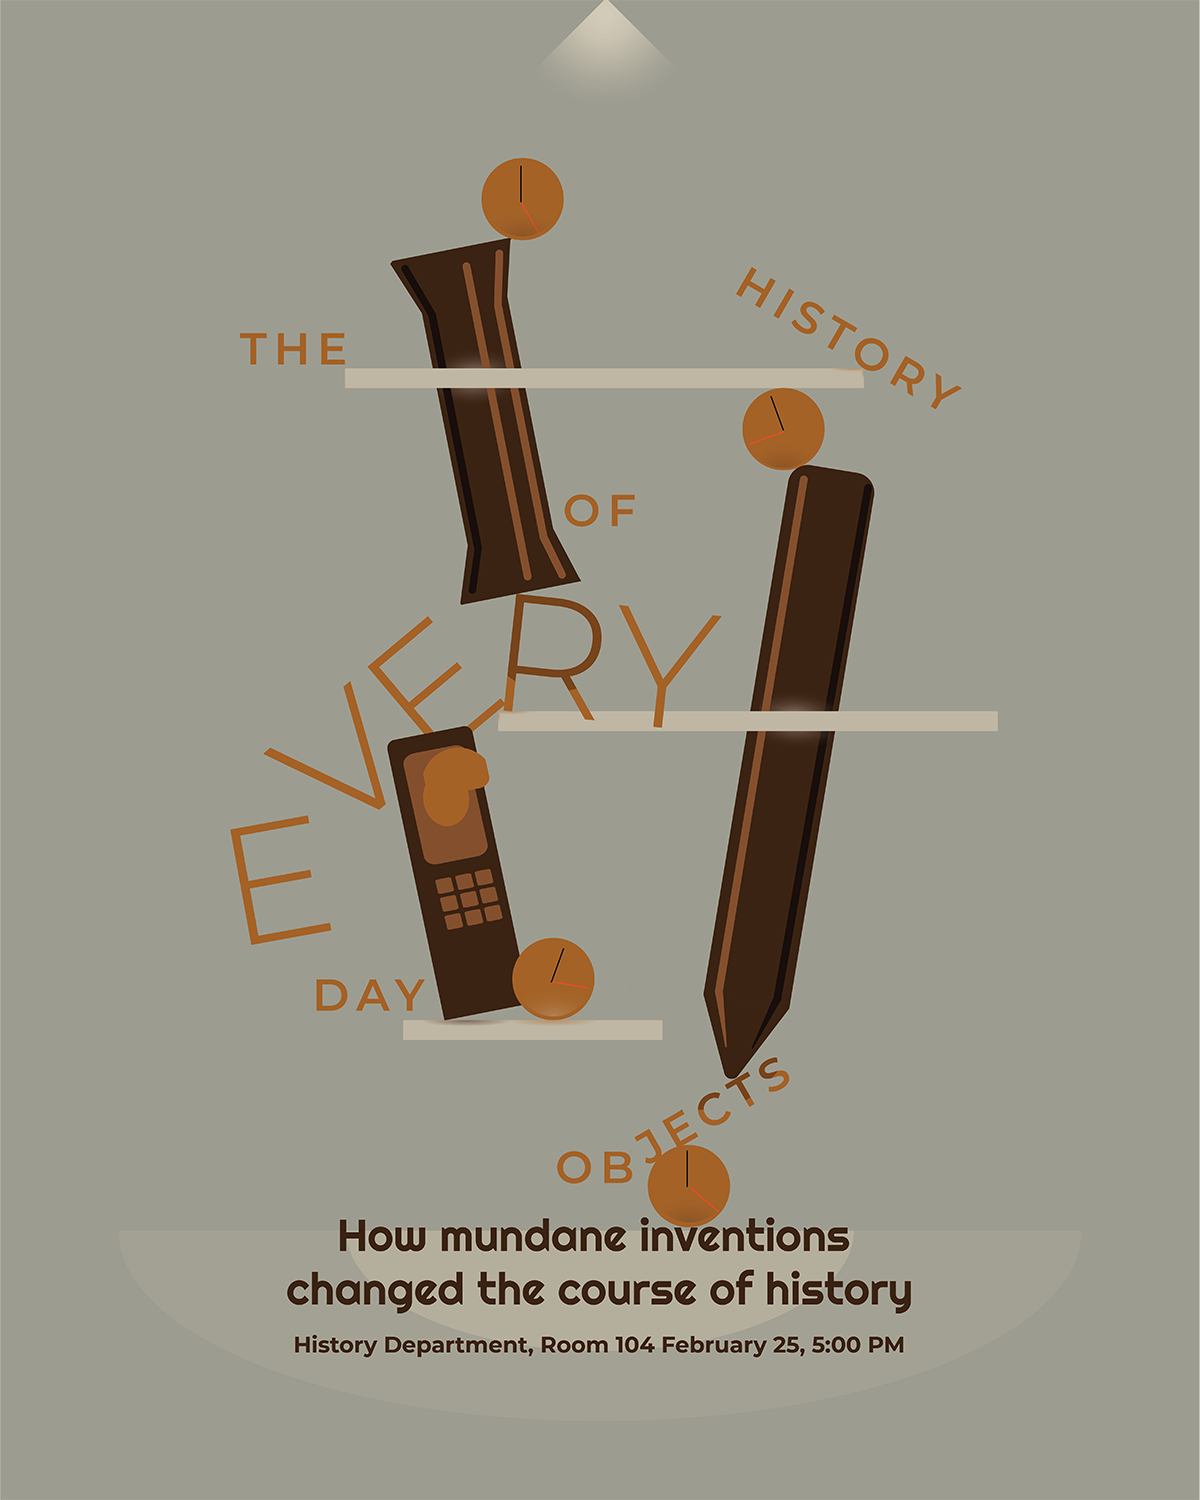 THE
HISTORY
OF
EVERY
DAY
OBJECTS
How mundane inventions
changed the course of history
History Department, Room 104 February 25, 5:00 PM